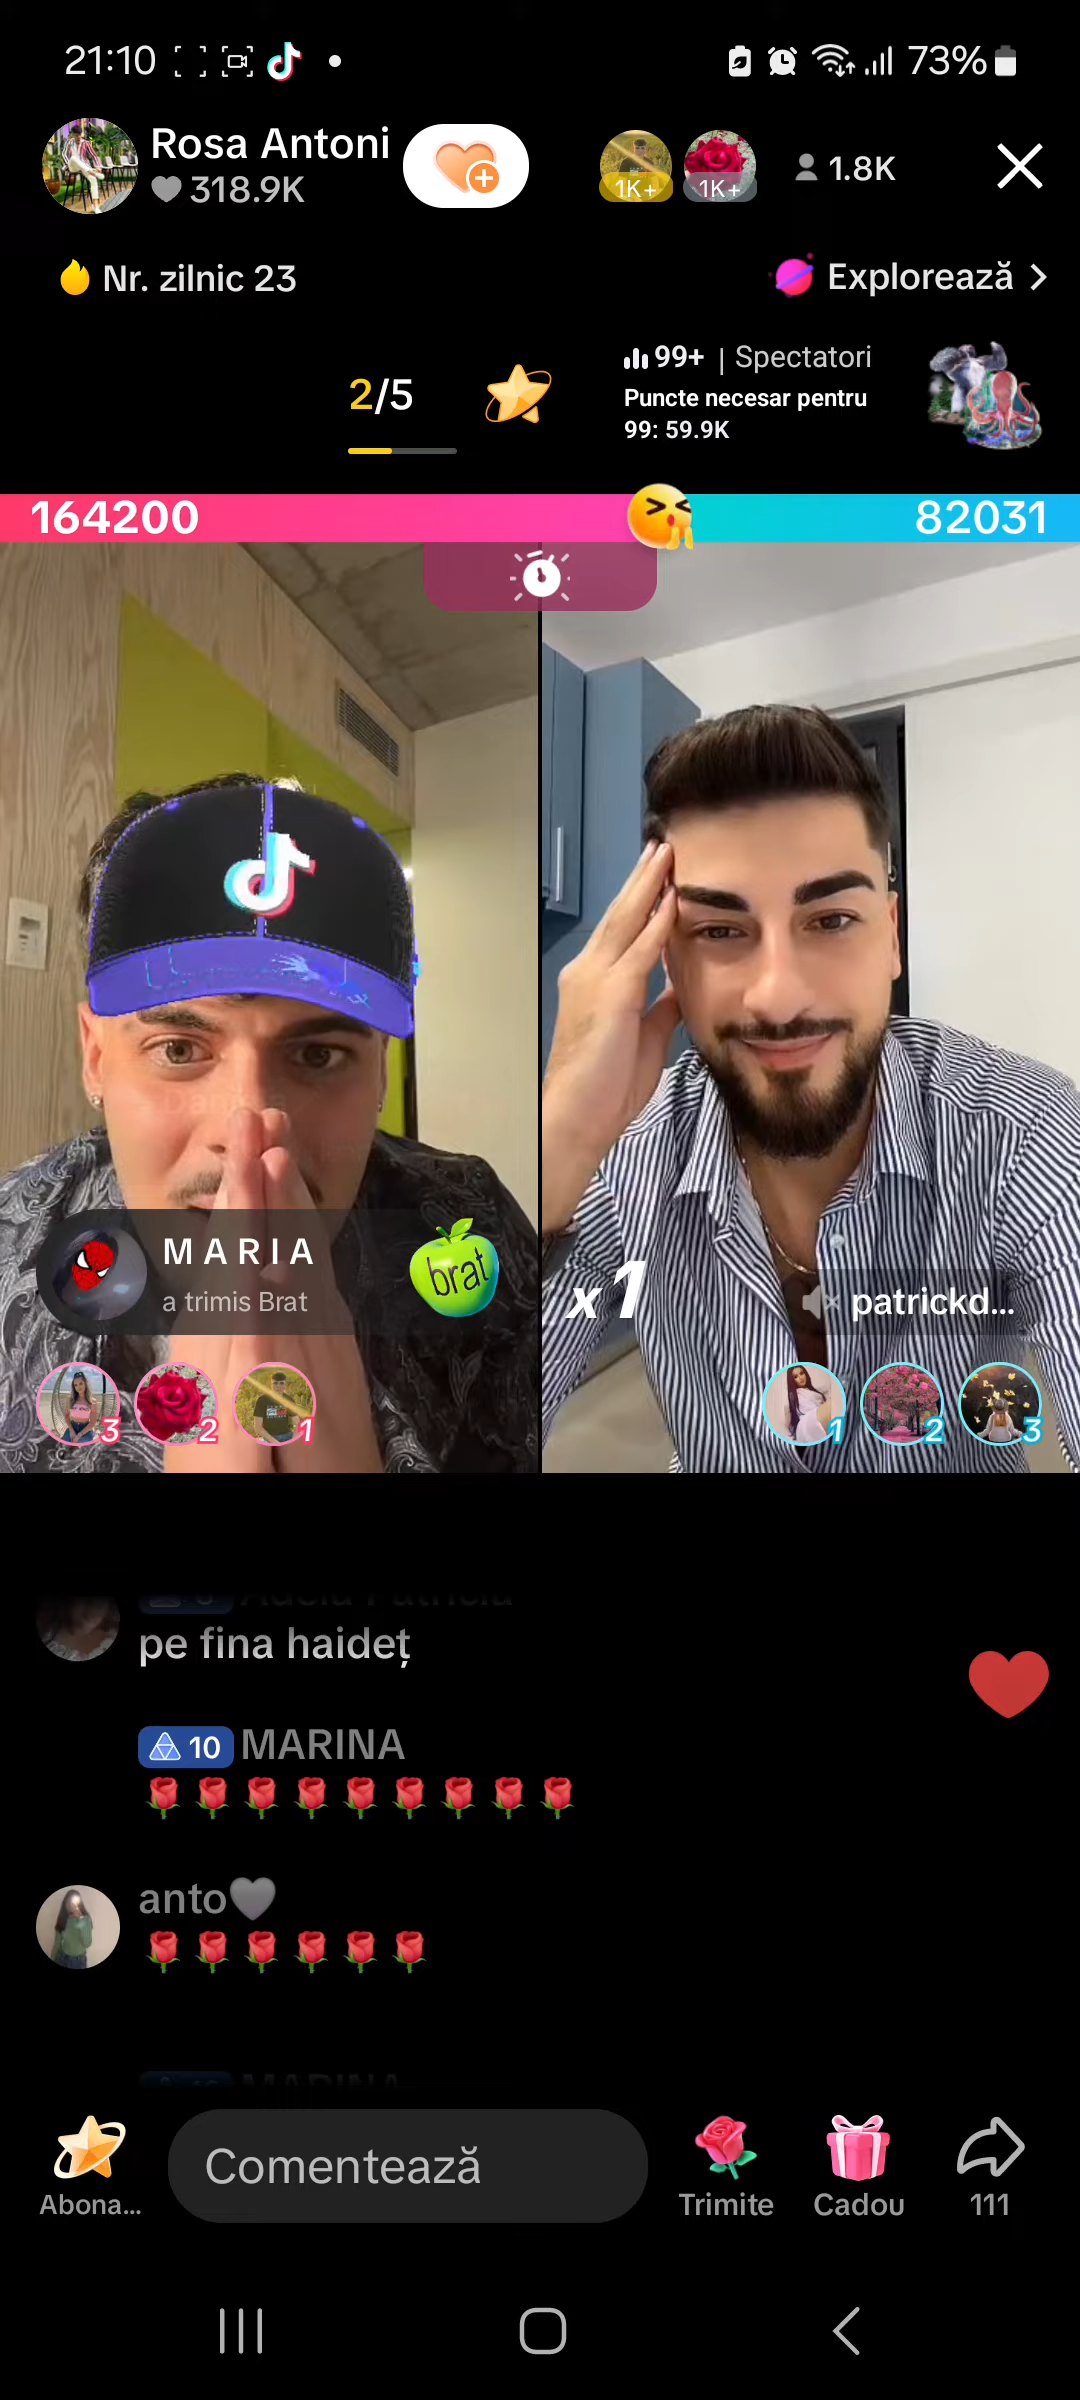 21:10
73%
Rosa Antoni
318.9K
1K+
1K+
1.8K
Nr. zilnic 23
Explorează
2/5
99+ | Spectatori
Puncte necesar pentru
99: 59.9K
164200
82031
MARIA
a trimis Brat
brat
x1
patrickd...
3
2
1
1
2
3
pe fina haideț
10 MARINA
🌹🌹🌹🌹🌹🌹🌹🌹🌹
anto🩶
🌹🌹🌹🌹🌹🌹
MARINA
Abona...
Comentează
Trimite
Cadou
111